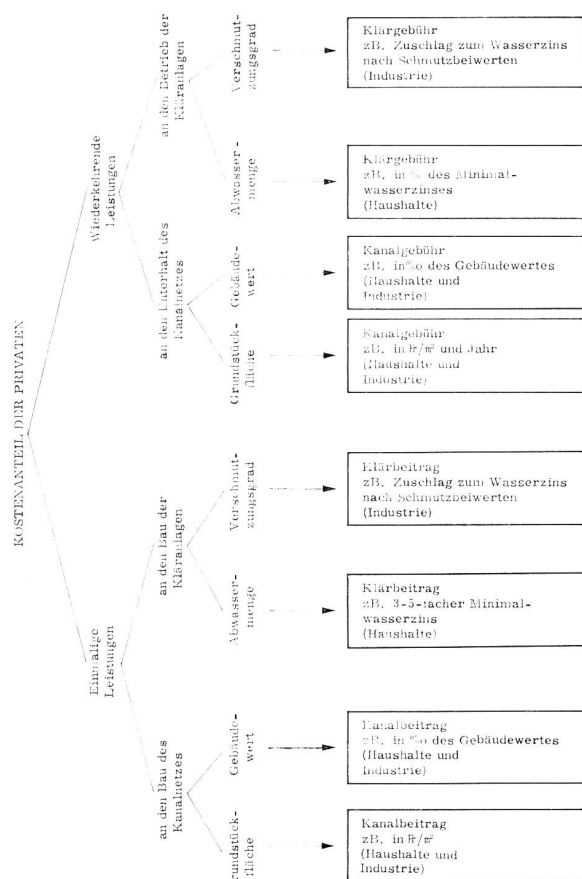 KOSTENANTEIL DER PRIVATEN
Wiederkehrende
Leistungen
an den Betrieb der
Kläranlagen
Verschmut-
zungsgrad
Klärgebühr
zB. Zuschlag zum Wasserzins
nach Schmutzbeiwerten
(Industrie)
Abwasser-
menge
Klärgebühr
zB. in % des Minimal-
wasserzinses
(Haushalte)
an den Unterhalt des
Kanalnetzes
Gebäude-
wert
Kanalgebühr
zB. in‰ des Gebäudewertes
(Haushalte und
Industrie)
Grundstück-
fläche
Kanalgebühr
zB. in Fr/m² und Jahr
(Haushalte und
Industrie)
Einmalige
Leistungen
an den Bau der
Kläranlagen
Verschmut-
zungsgrad
Klärbeitrag
zB. Zuschlag zum Wasserzins
nach Schmutzbeiwerten
(Industrie)
Abwasser-
menge
Klärbeitrag
zB. 3-5-facher Minimal-
wasserzins
(Haushalte)
an den Bau des
Kanalnetzes
Gebäude-
wert
Kanalbeitrag
zB. in ‰ des Gebäudewertes
(Haushalte und
Industrie)
Grundstück-
fläche
Kanalbeitrag
zB. in Fr/m²
(Haushalte und
Industrie)